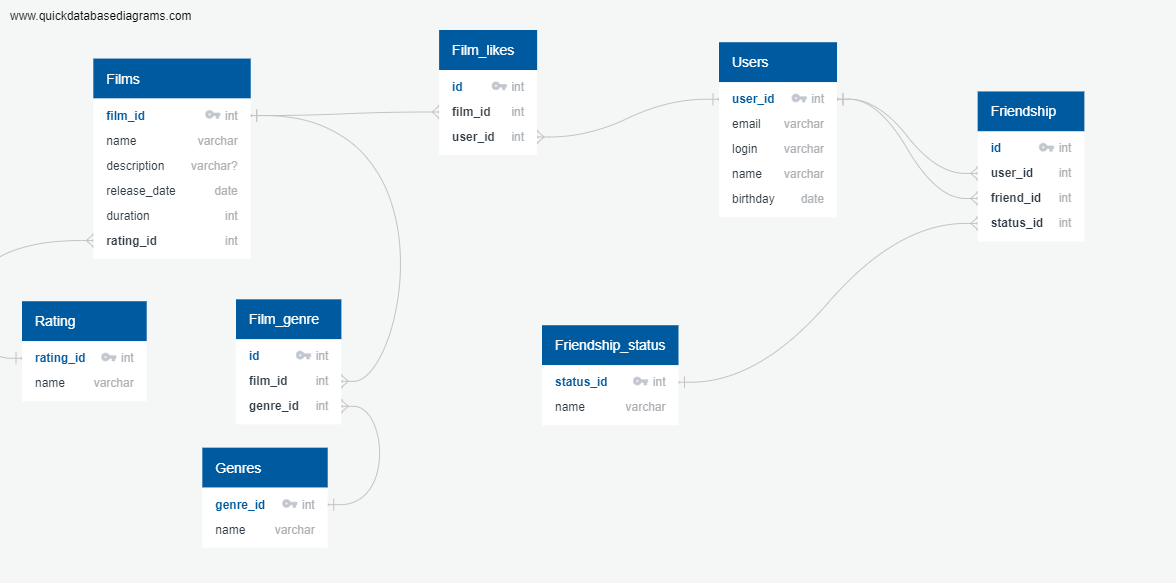 www.quickdatabasediagrams.com
Films
film_id int
name varchar
description varchar?
release_date date
duration int
rating_id int
Film_likes
id int
film_id int
user_id int
Users
user_id int
email varchar
login varchar
name varchar
birthday date
Friendship
id int
user_id int
friend_id int
status_id int
Rating
rating_id int
name varchar
Film_genre
id int
film_id int
genre_id int
Friendship_status
status_id int
name varchar
Genres
genre_id int
name varchar